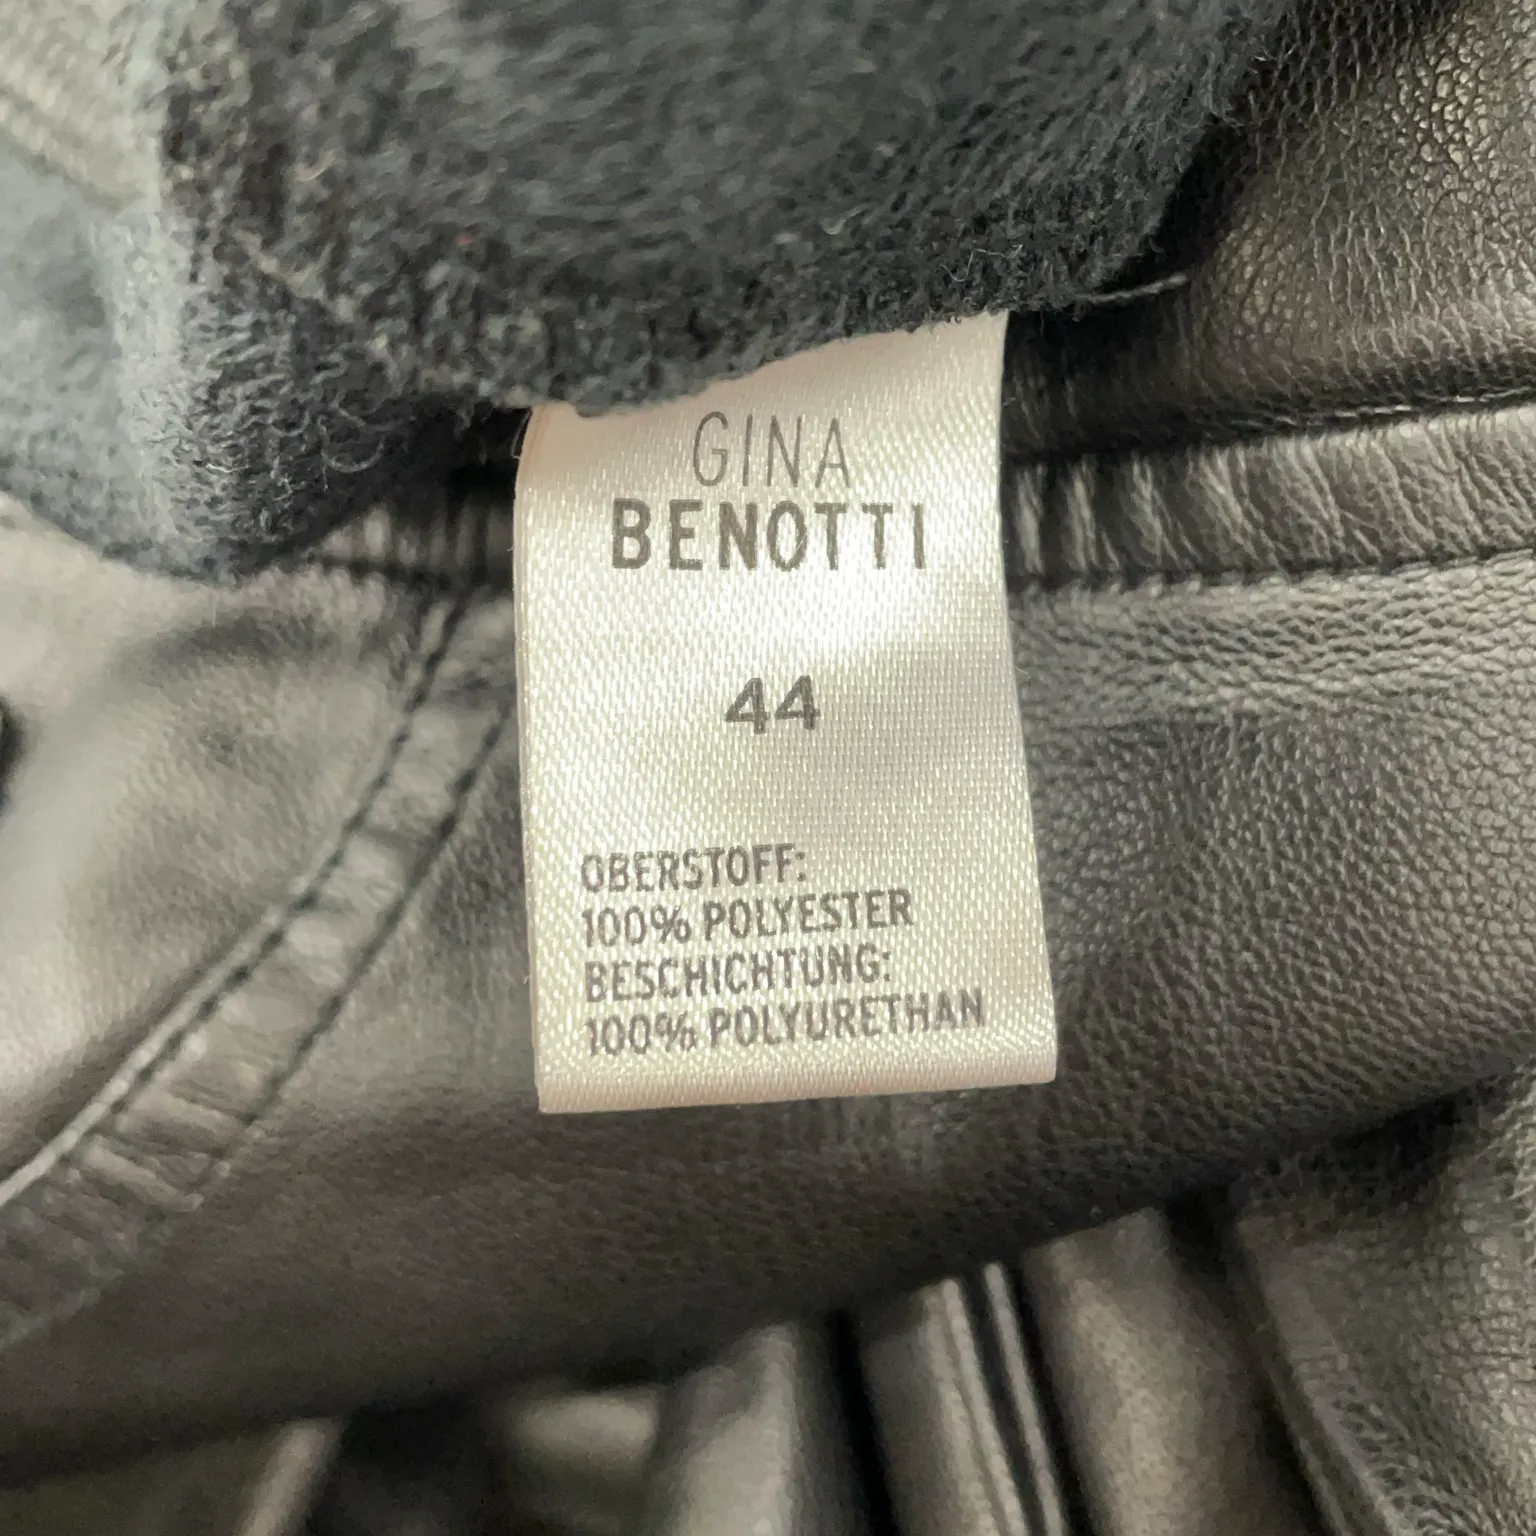 GINA
BENOTTI
44
OBERSTOFF:
100% POLYESTER
BESCHICHTUNG:
100% POLYURETHAN